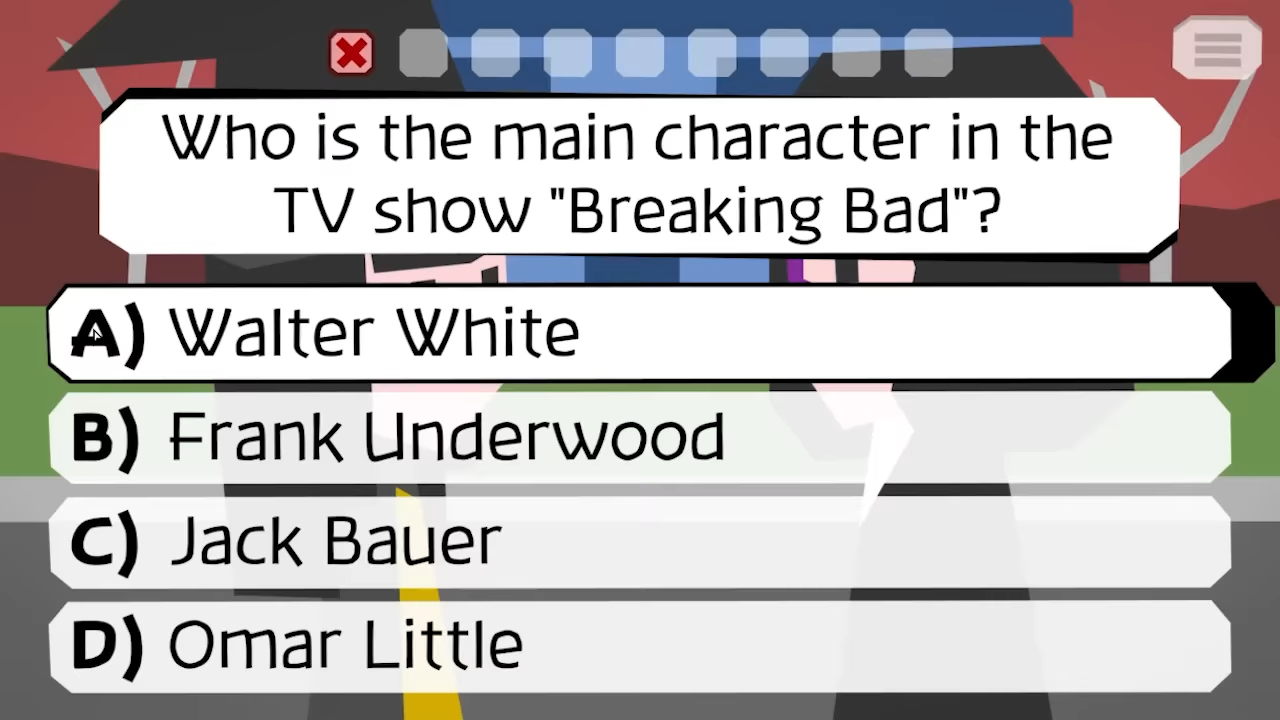 Who is the main character in the
TV show "Breaking Bad"?
A) Walter White
B) Frank Underwood
C) Jack Bauer
D) Omar Little